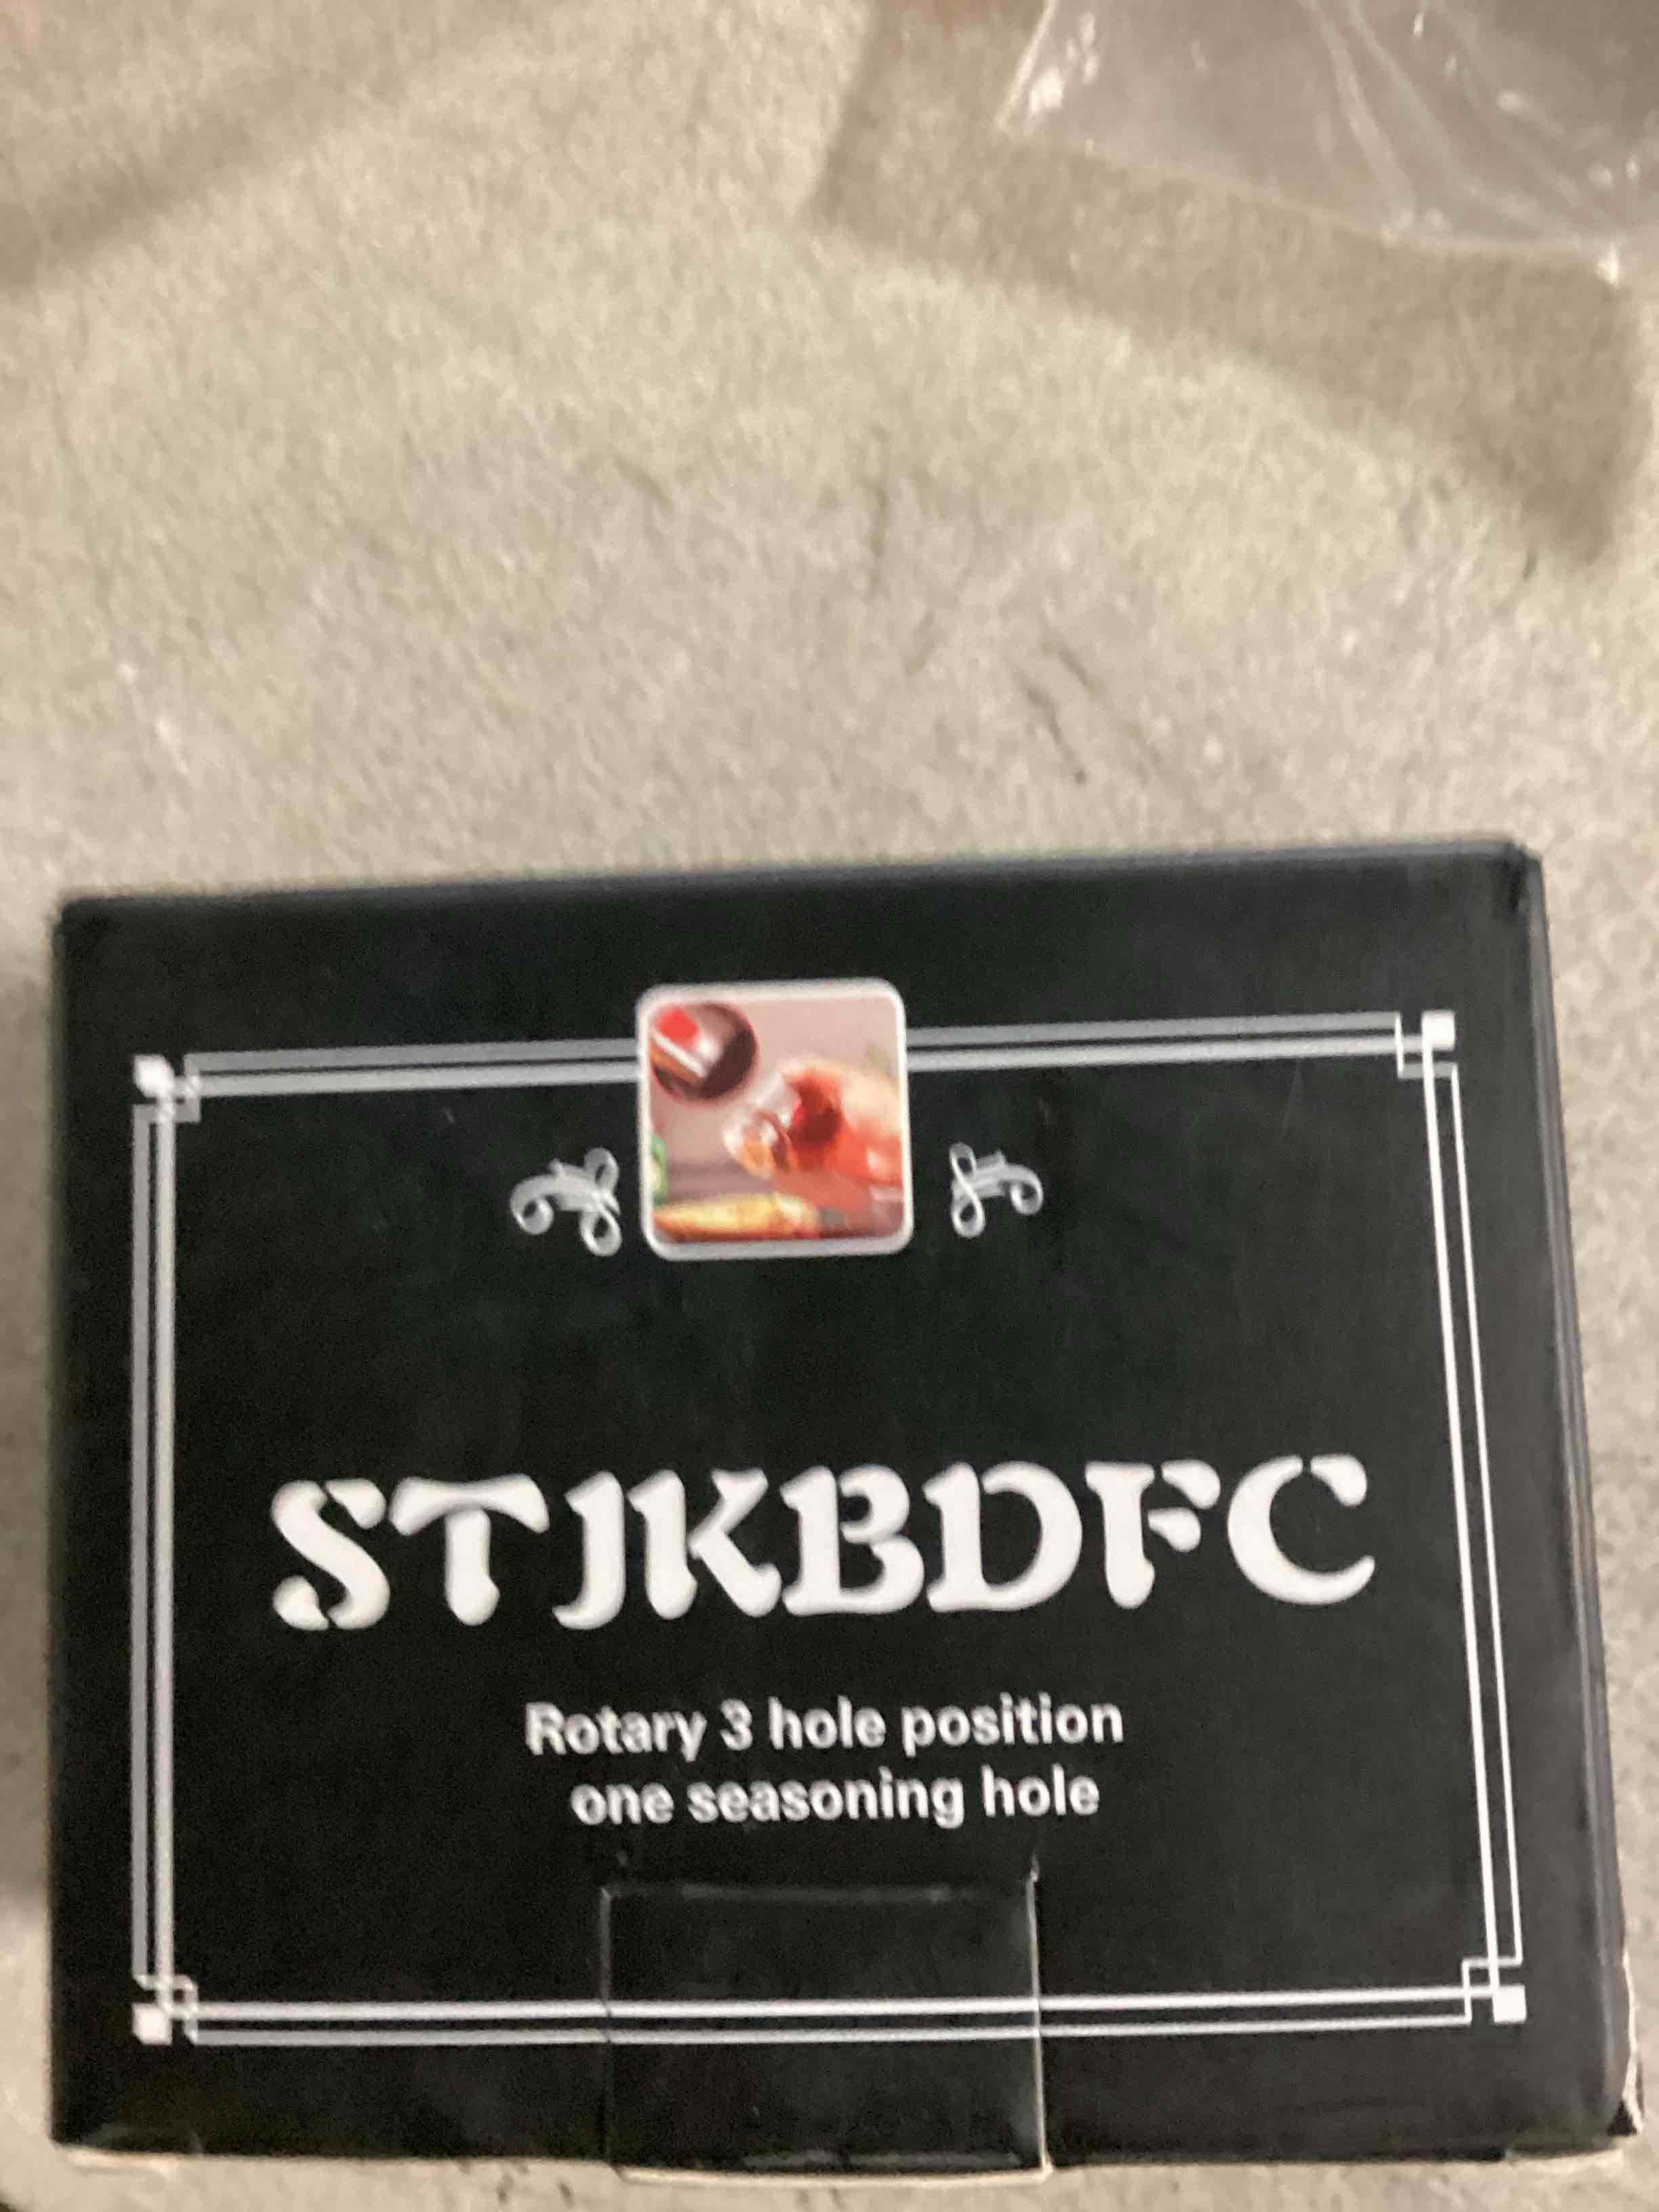 STJKBDFC
Rotary 3 hole position
one seasoning hole